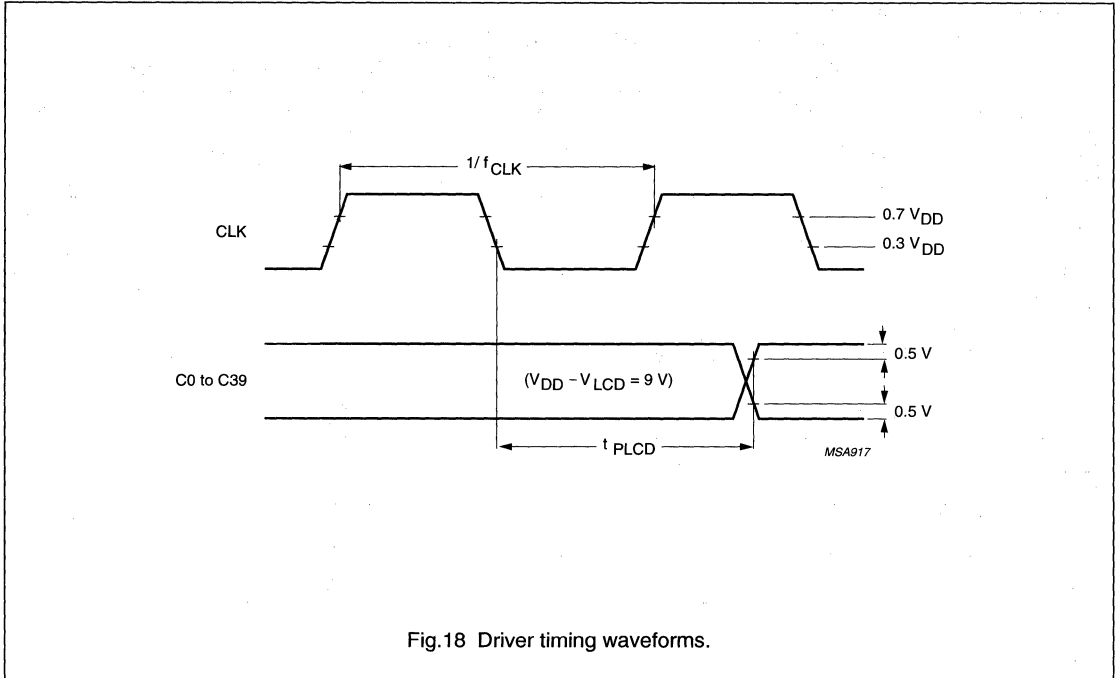 1/ fCLK
CLK
0.7 VDD
0.3 VDD
C0 to C39
(VDD – VLCD = 9 V)
0.5 V
0.5 V
t PLCD
MSA917
Fig.18 Driver timing waveforms.